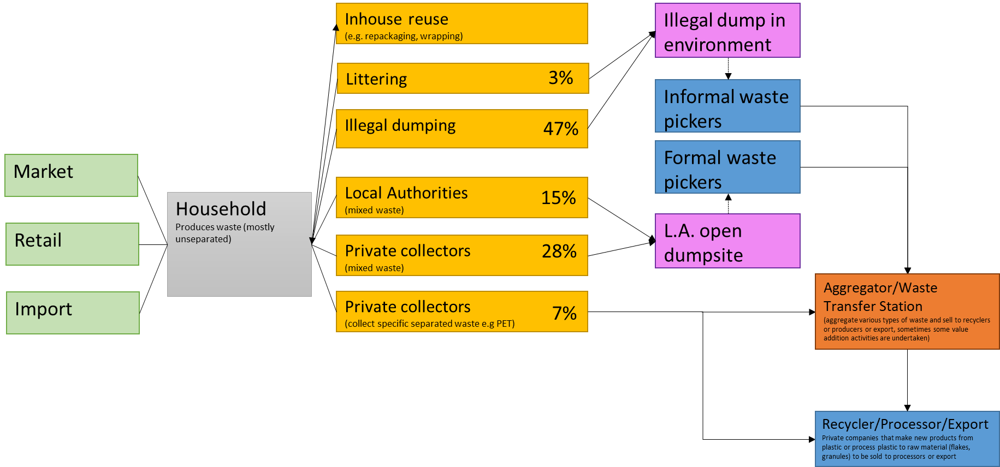 Market
Retail
Import
Household
Produces waste (mostly
unseparated)
Inhouse reuse
(e.g. repackaging, wrapping)
Littering 3%
Illegal dumping 47%
Local Authorities 15%
(mixed waste)
Private collectors 28%
(mixed waste)
Private collectors 7%
(collect specific separated waste e.g PET)
Illegal dump in
environment
Informal waste
pickers
Formal waste
pickers
L.A. open
dumpsite
Aggregator/Waste
Transfer Station
(aggregate various types of waste and sell to recyclers
or producers or export, sometimes some value
addition activities are undertaken)
Recycler/Processor/Export
Private companies that make new products from
plastic or process plastic to raw material (flakes,
granules) to be sold to processors or export